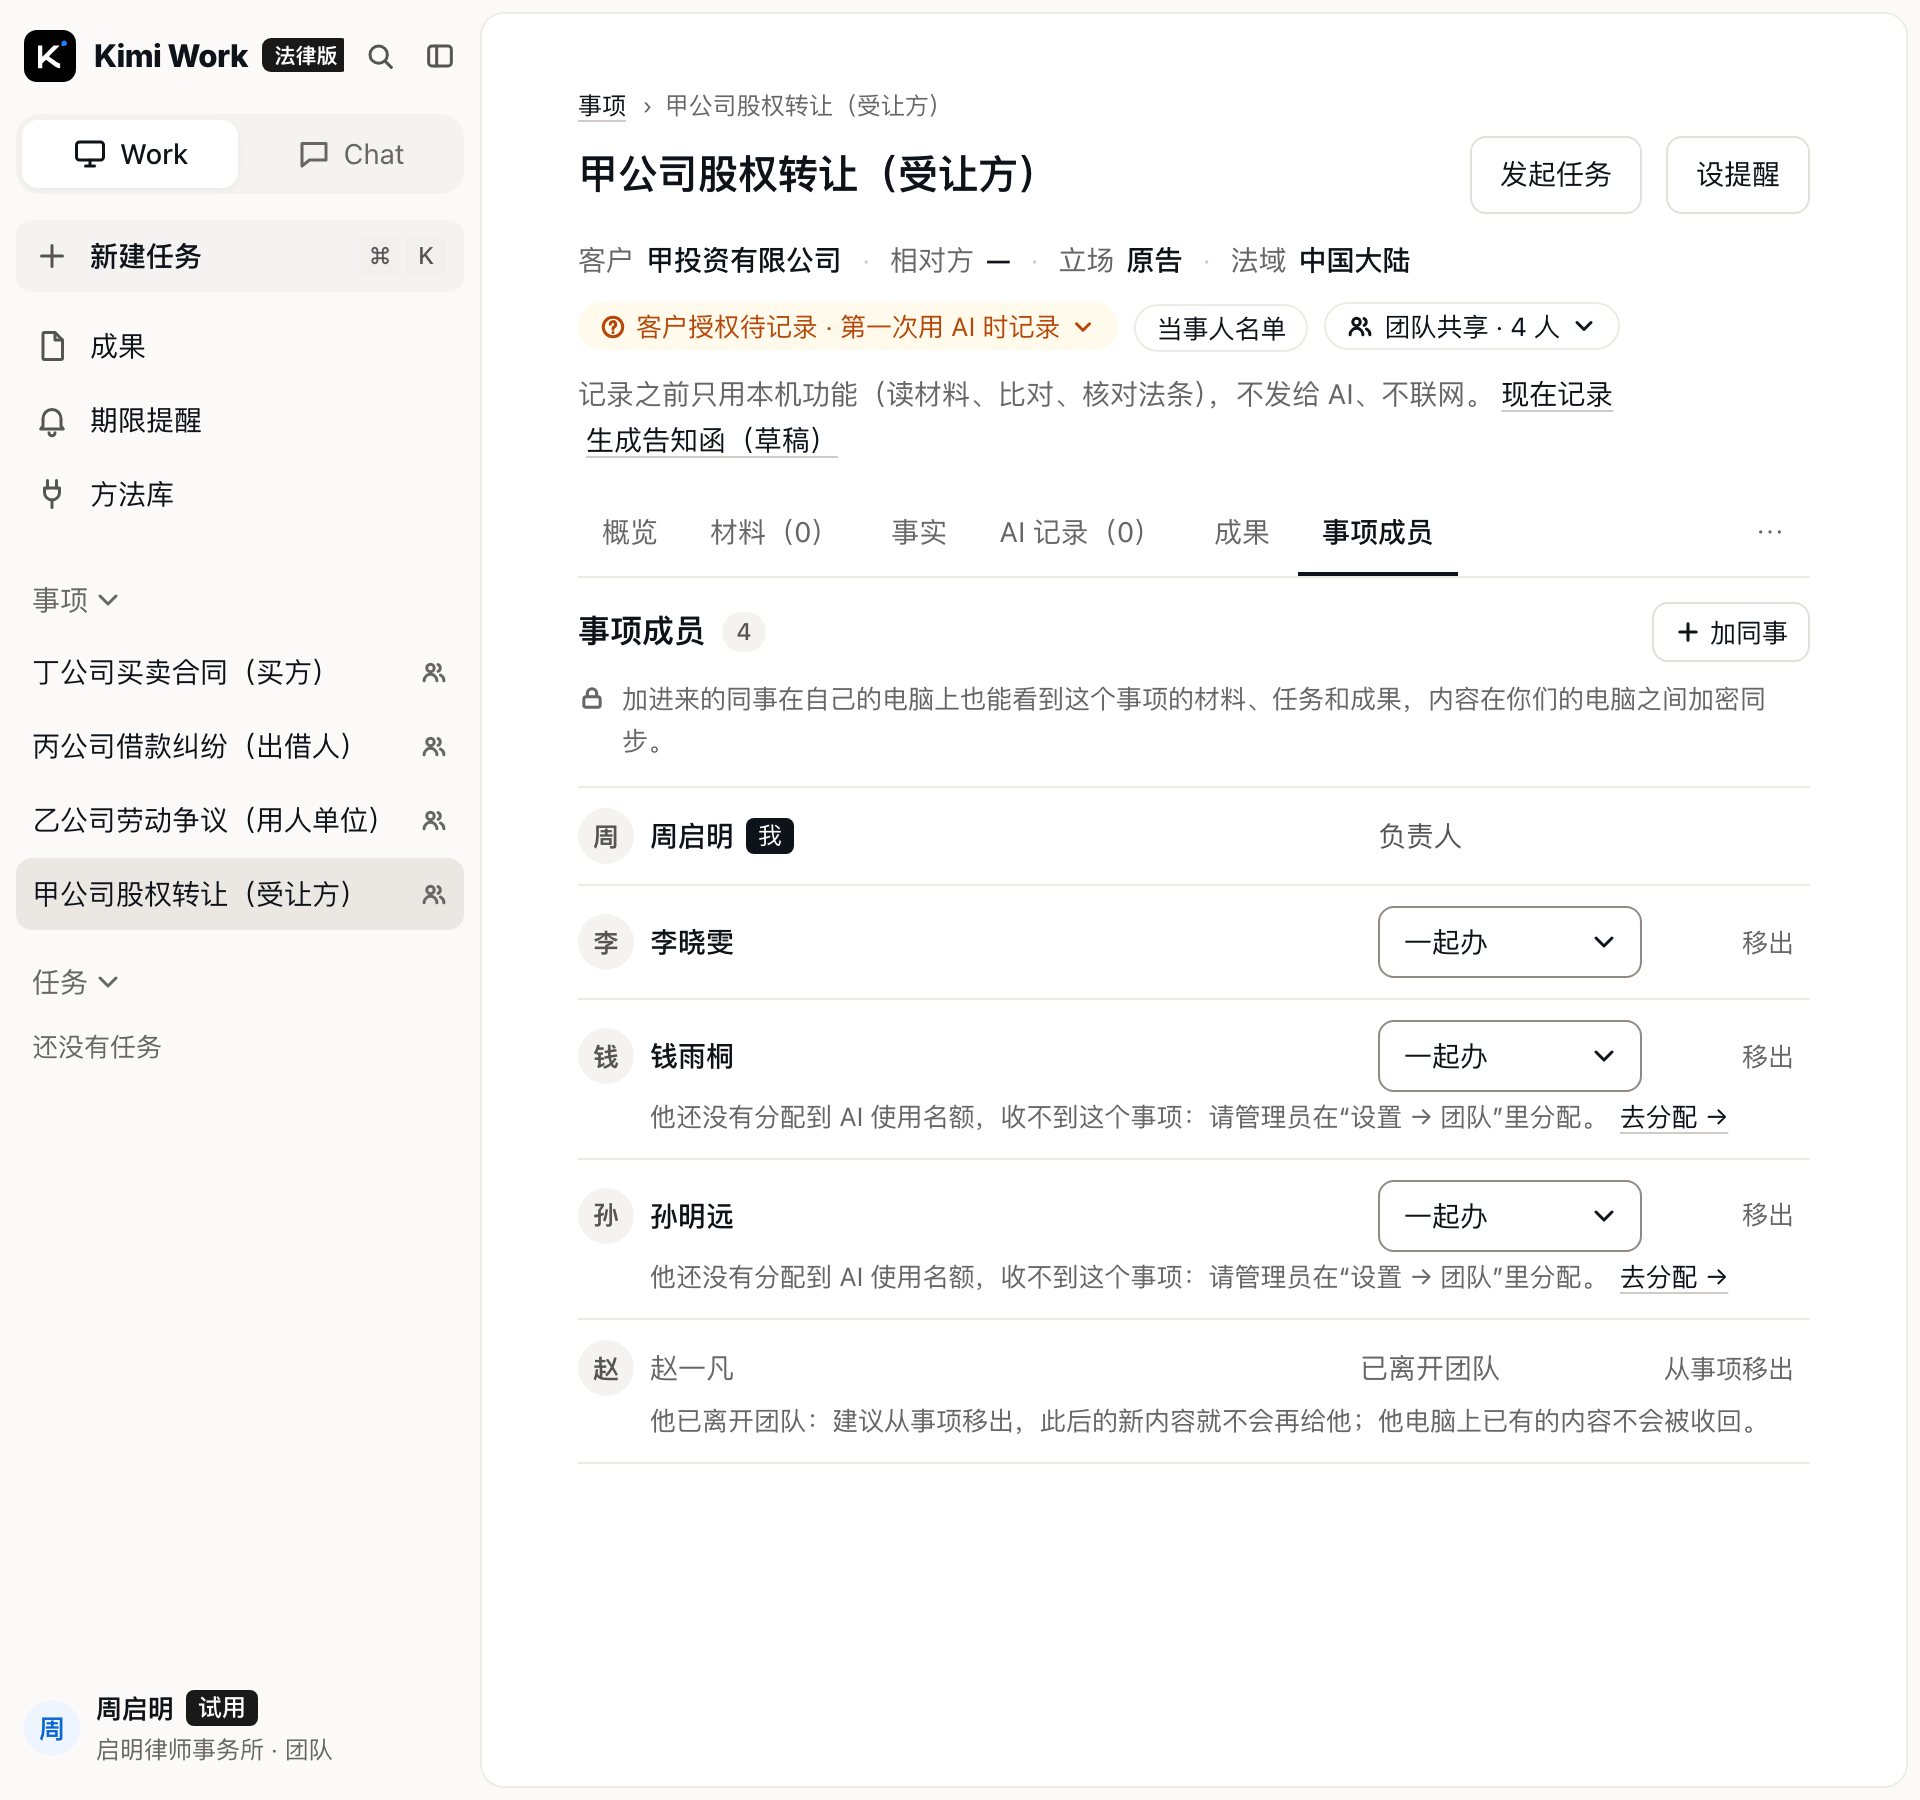 Kimi Work 法律版
Work
Chat
新建任务 ⌘ K
成果
期限提醒
方法库
事项
丁公司买卖合同（买方）
丙公司借款纠纷（出借人）
乙公司劳动争议（用人单位）
甲公司股权转让（受让方）
任务
还没有任务
周 周启明 试用
启明律师事务所 · 团队
事项 › 甲公司股权转让（受让方）
甲公司股权转让（受让方）
发起任务
设提醒
客户 甲投资有限公司 · 相对方 — · 立场 原告 · 法域 中国大陆
客户授权待记录 · 第一次用 AI 时记录
当事人名单
团队共享 · 4 人
记录之前只用本机功能（读材料、比对、核对法条），不发给 AI、不联网。 现在记录
生成告知函（草稿）
概览 材料（0） 事实 AI 记录（0） 成果 事项成员 ···
事项成员 4
+ 加同事
加进来的同事在自己的电脑上也能看到这个事项的材料、任务和成果，内容在你们的电脑之间加密同
步。
周 周启明 我 负责人
李 李晓雯 一起办 移出
钱 钱雨桐 一起办 移出
他还没有分配到 AI 使用名额，收不到这个事项：请管理员在“设置 → 团队”里分配。 去分配 →
孙 孙明远 一起办 移出
他还没有分配到 AI 使用名额，收不到这个事项：请管理员在“设置 → 团队”里分配。 去分配 →
赵 赵一凡 已离开团队 从事项移出
他已离开团队：建议从事项移出，此后的新内容就不会再给他；他电脑上已有的内容不会被收回。